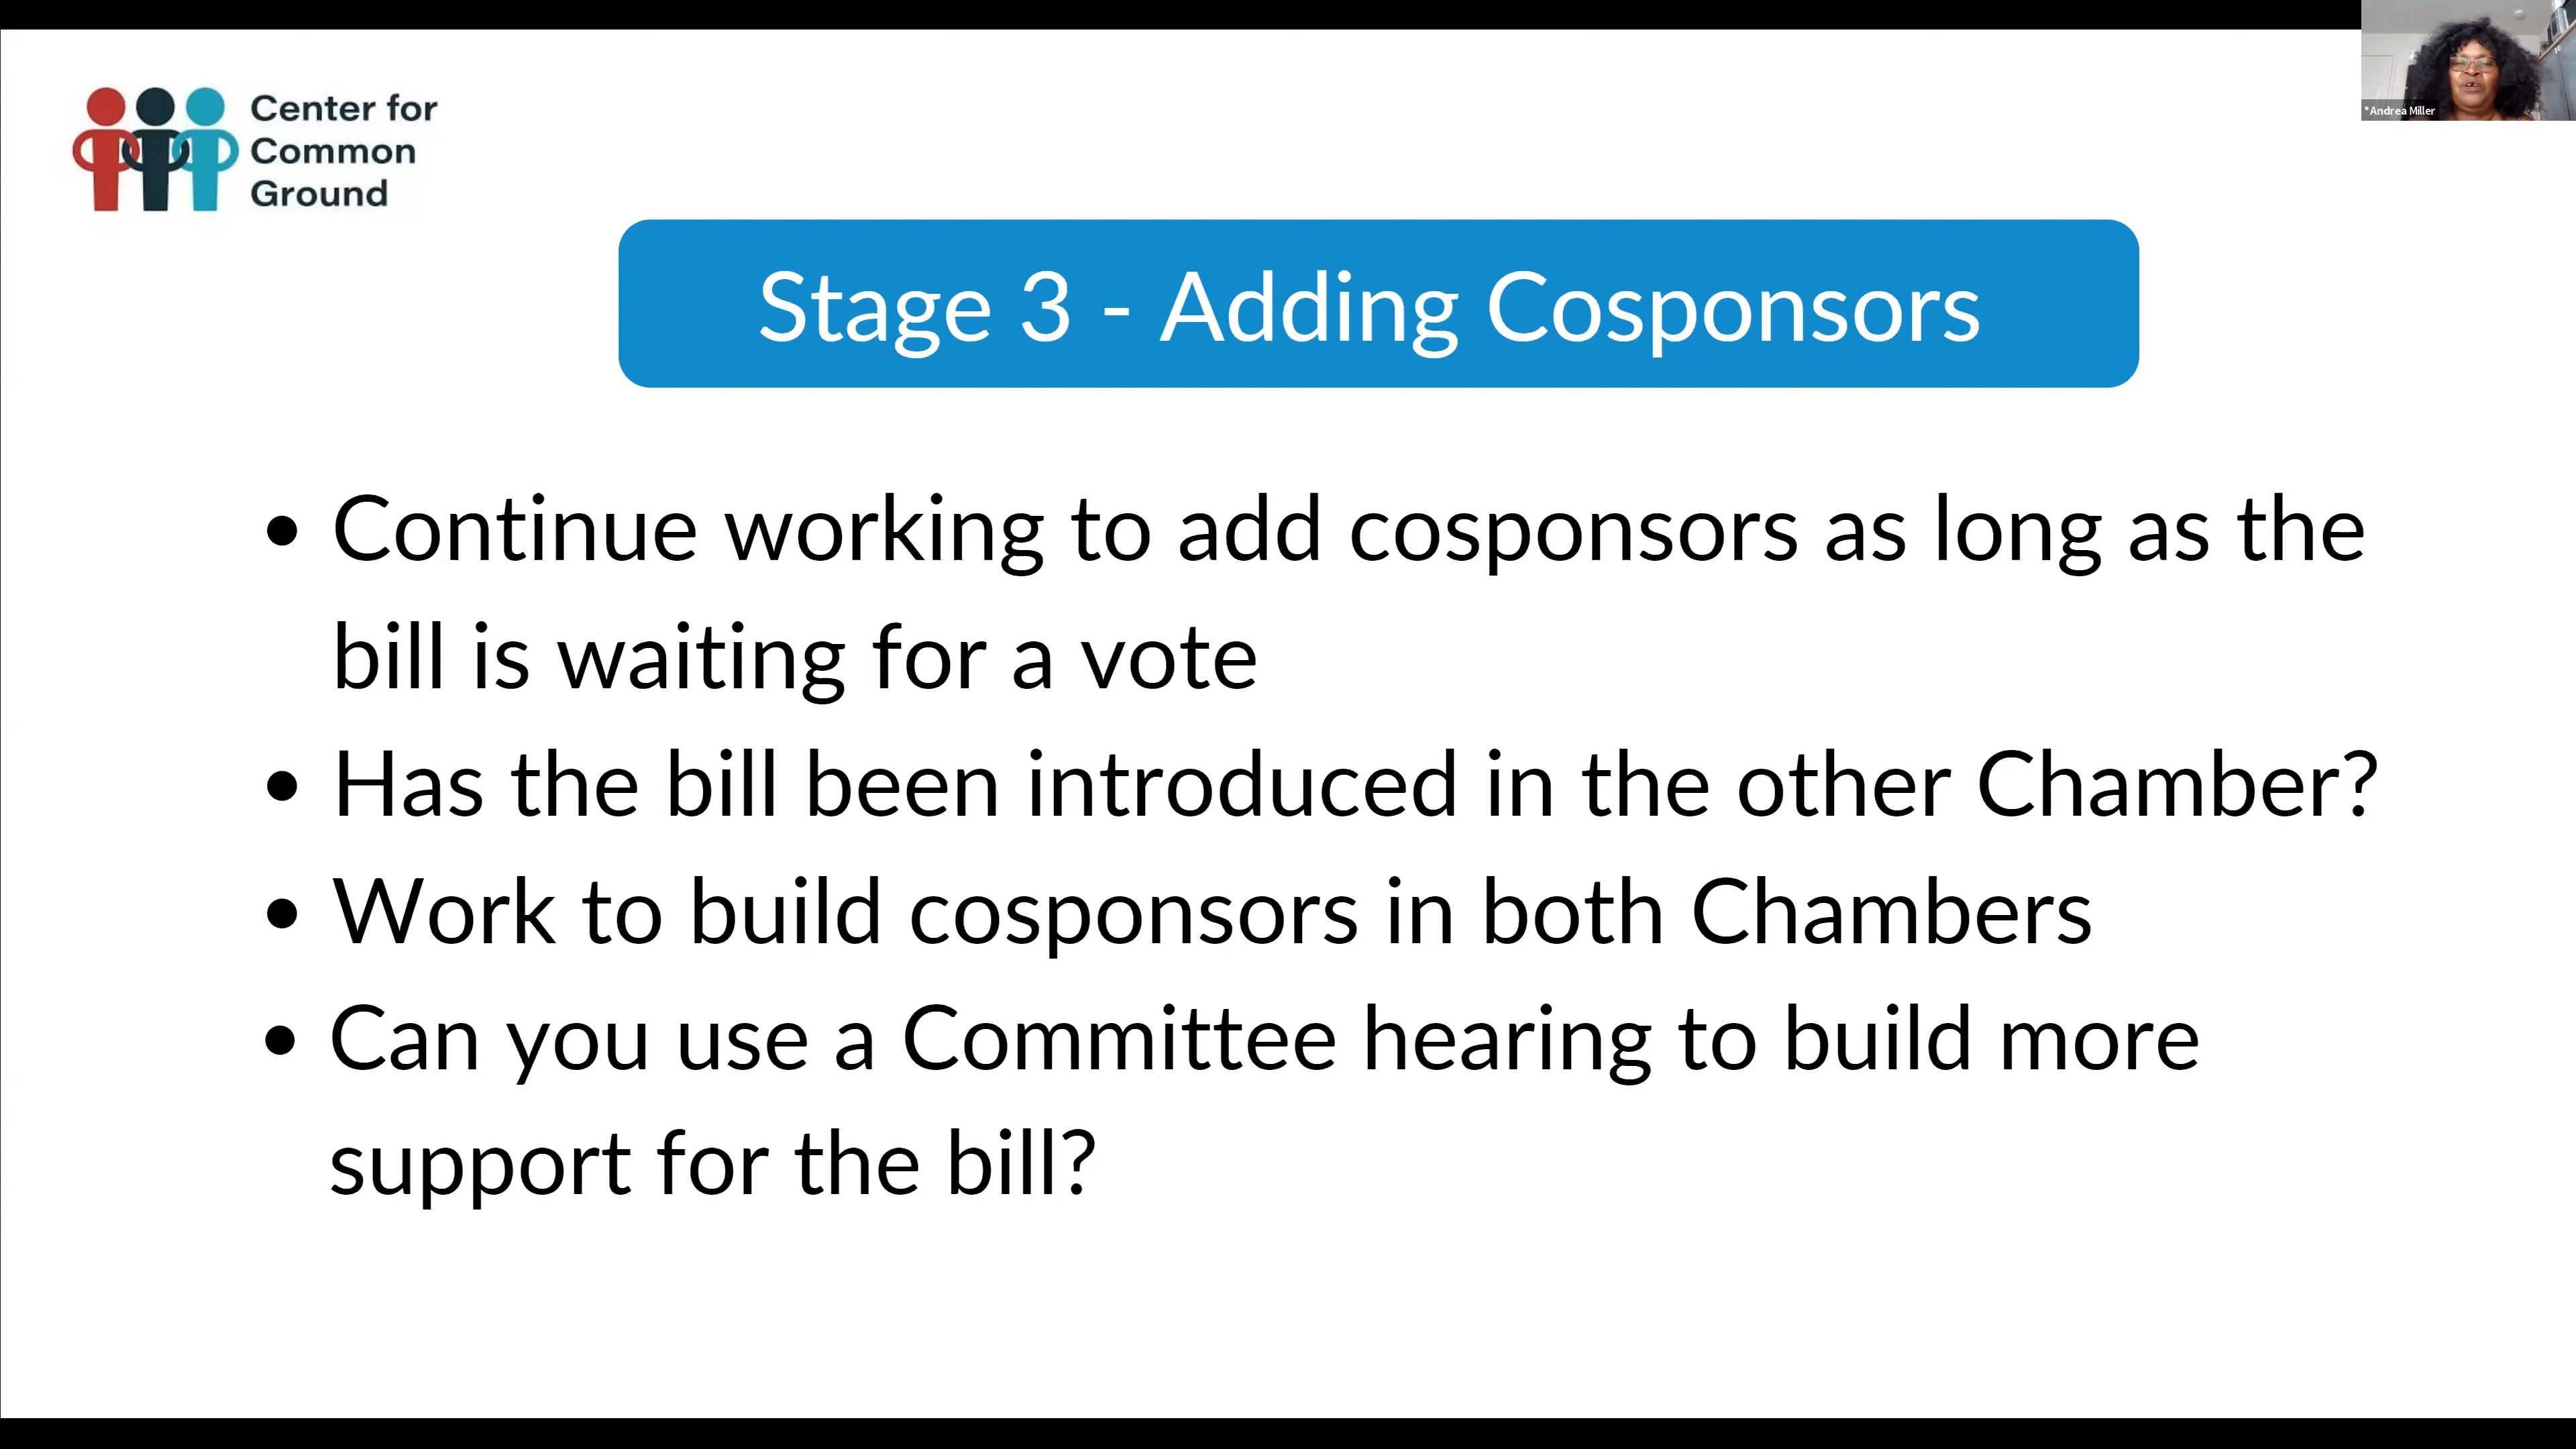 *Andrea Miller
Center for
Common
Ground
Stage 3 - Adding Cosponsors
• Continue working to add cosponsors as long as the
bill is waiting for a vote
• Has the bill been introduced in the other Chamber?
• Work to build cosponsors in both Chambers
• Can you use a Committee hearing to build more
support for the bill?